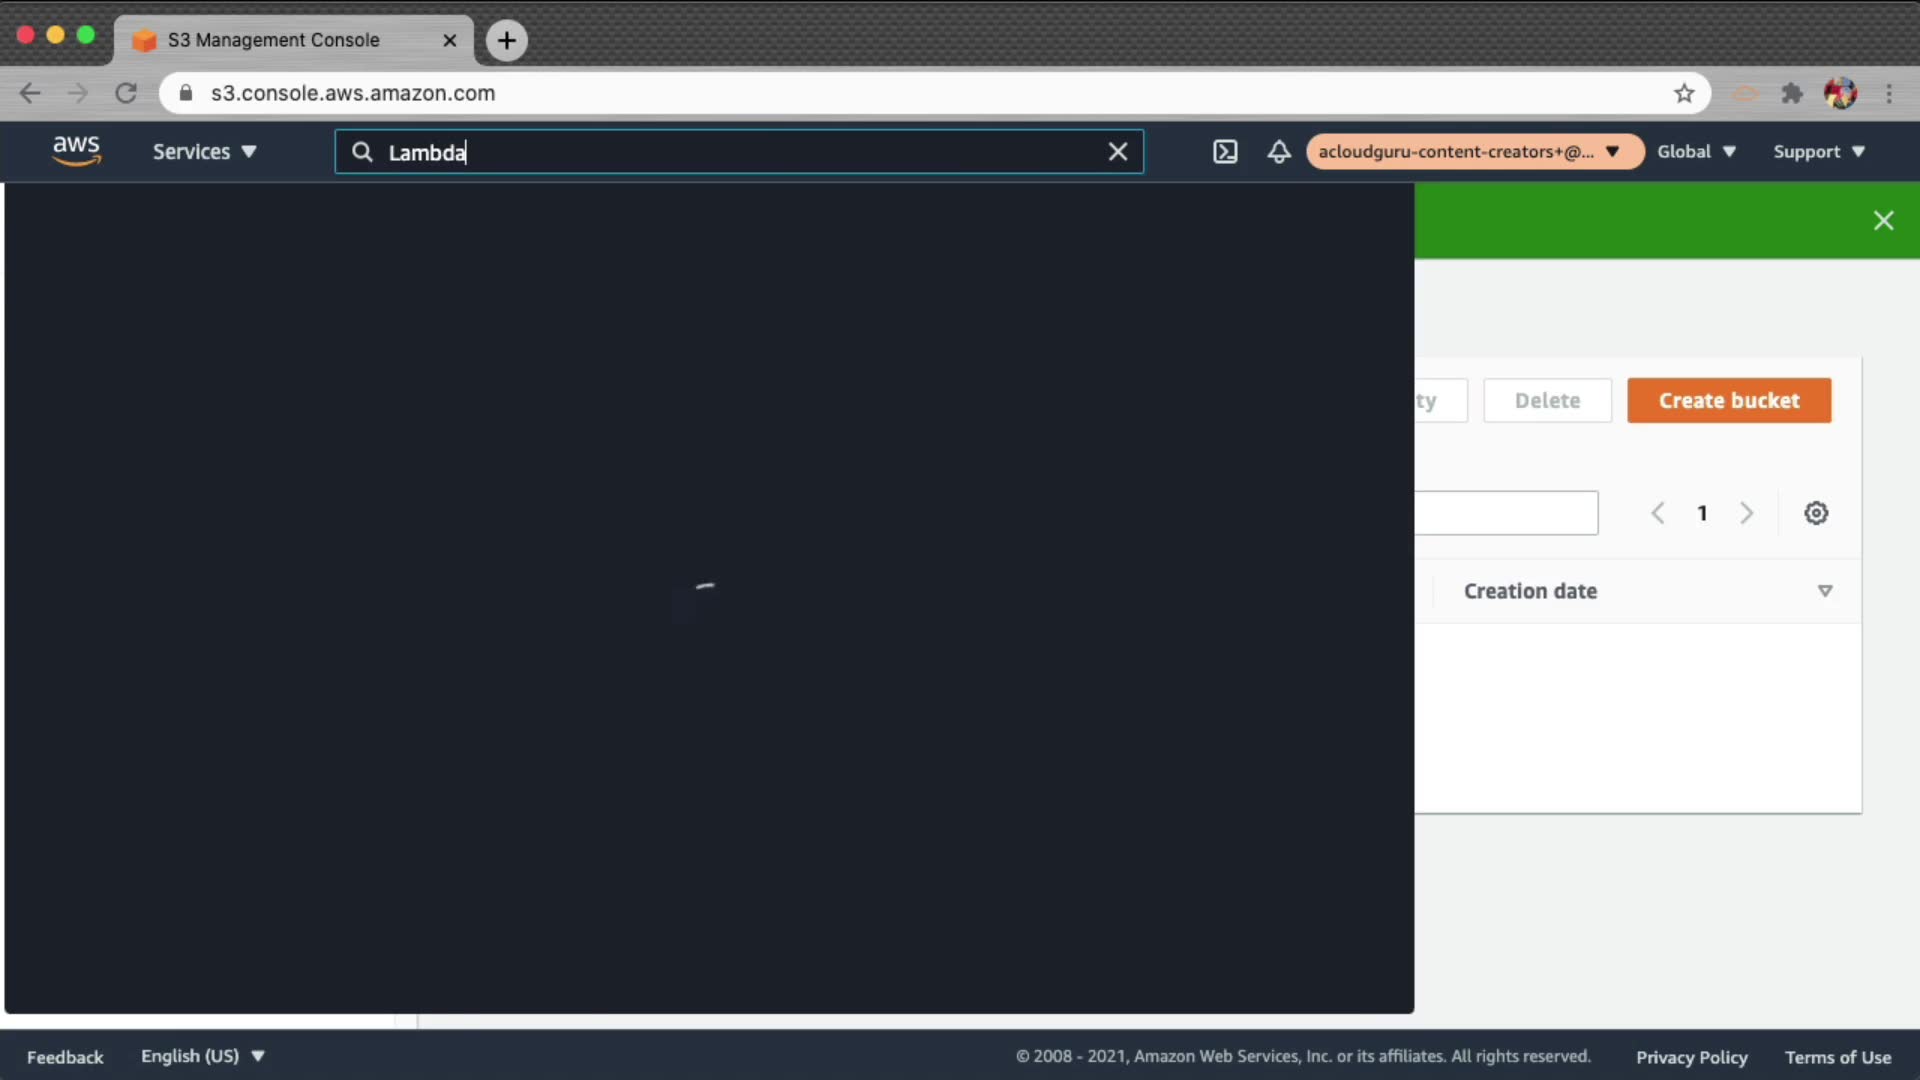 S3 Management Console
s3.console.aws.amazon.com
aws
Services
Lambda
acloudguru-content-creators+@...
Global
Support
ty
Delete
Create bucket
1
Creation date
Feedback
English (US)
© 2008 - 2021, Amazon Web Services, Inc. or its affiliates. All rights reserved.
Privacy Policy
Terms of Use